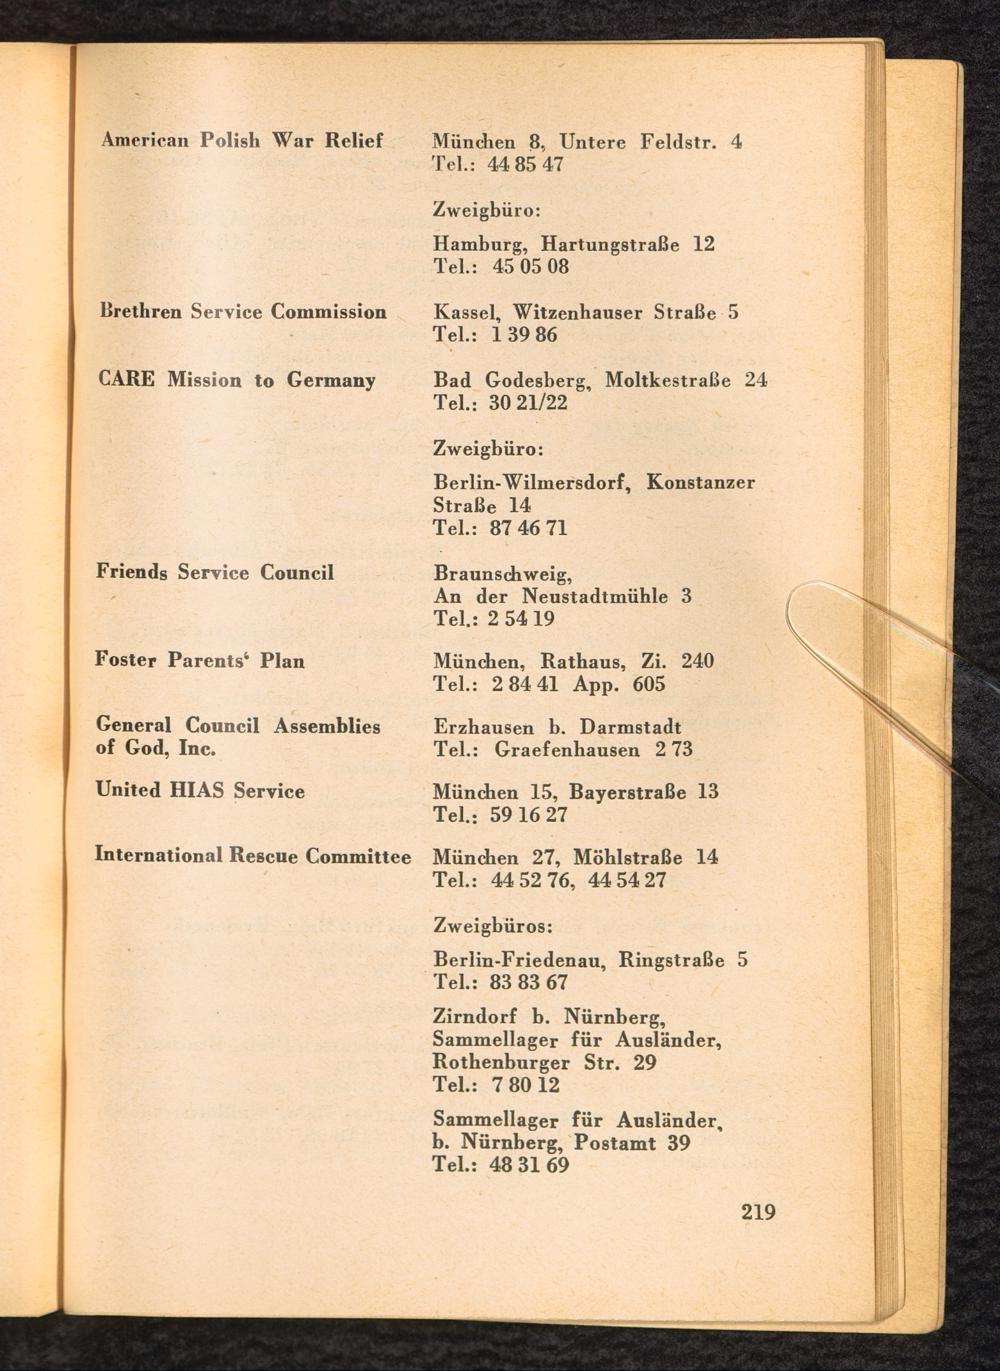 American Polish War Relief
München 8, Untere Feldstr. 4
Tel.: 44 85 47
Zweigbüro:
Hamburg, Hartungstraße 12
Tel.: 45 05 08
Brethren Service Commission
Kassel, Witzenhauser Straße 5
Tel.: 1 39 86
CARE Mission to Germany
Bad Godesberg, Moltkestraße 24
Tel.: 30 21/22
Zweigbüro:
Berlin-Wilmersdorf, Konstanzer
Straße 14
Tel.: 87 46 71
Friends Service Council
Braunschweig,
An der Neustadtmühle 3
Tel.: 2 54 19
Foster Parents‘ Plan
München, Rathaus, Zi. 240
Tel.: 2 84 41 App. 605
General Council Assemblies
of God, Inc.
Erzhausen b. Darmstadt
Tel.: Graefenhausen 2 73
United HIAS Service
München 15, Bayerstraße 13
Tel.: 59 16 27
International Rescue Committee
München 27, Möhlstraße 14
Tel.: 44 52 76, 44 54 27
Zweigbüros:
Berlin-Friedenau, Ringstraße 5
Tel.: 83 83 67
Zirndorf b. Nürnberg,
Sammellager für Ausländer,
Rothenburger Str. 29
Tel.: 7 80 12
Sammellager für Ausländer,
b. Nürnberg, Postamt 39
Tel.: 48 31 69
219